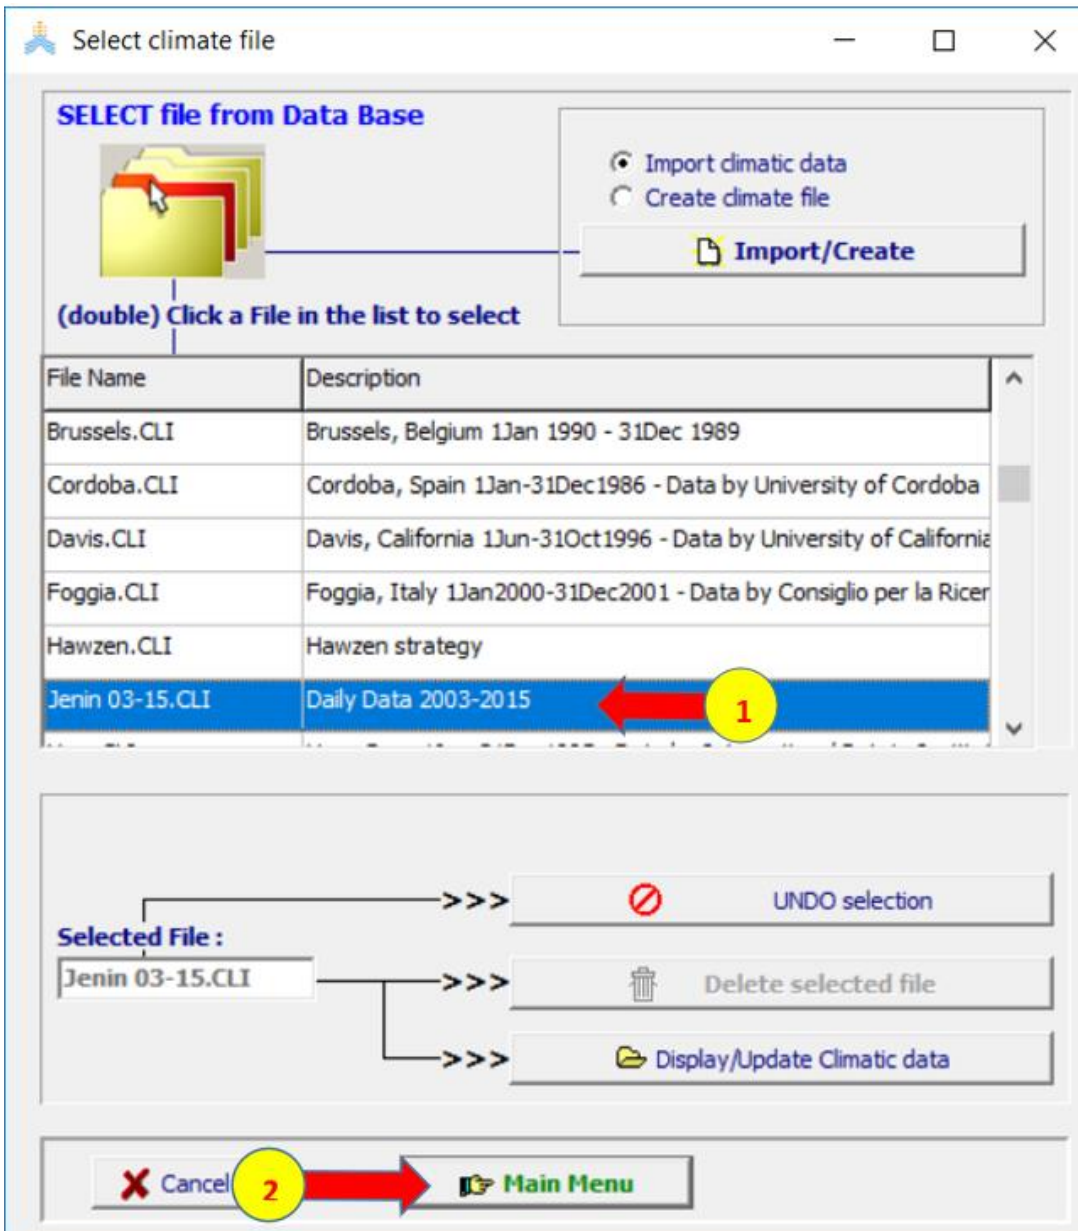 Select climate file
SELECT file from Data Base
Import climatic data
Create climate file
Import/Create
(double) Click a File in the list to select
File Name Description
Brussels.CLI Brussels, Belgium 1Jan 1990 - 31Dec 1989
Cordoba.CLI Cordoba, Spain 1Jan-31Dec1986 - Data by University of Cordoba
Davis.CLI Davis, California 1Jun-31Oct1996 - Data by University of California
Foggia.CLI Foggia, Italy 1Jan2000-31Dec2001 - Data by Consiglio per la Ricer
Hawzen.CLI Hawzen strategy
Jenin 03-15.CLI Daily Data 2003-2015 1
>>> UNDO selection
Selected File :
Jenin 03-15.CLI >>> Delete selected file
>>> Display/Update Climatic data
Cancel 2 Main Menu